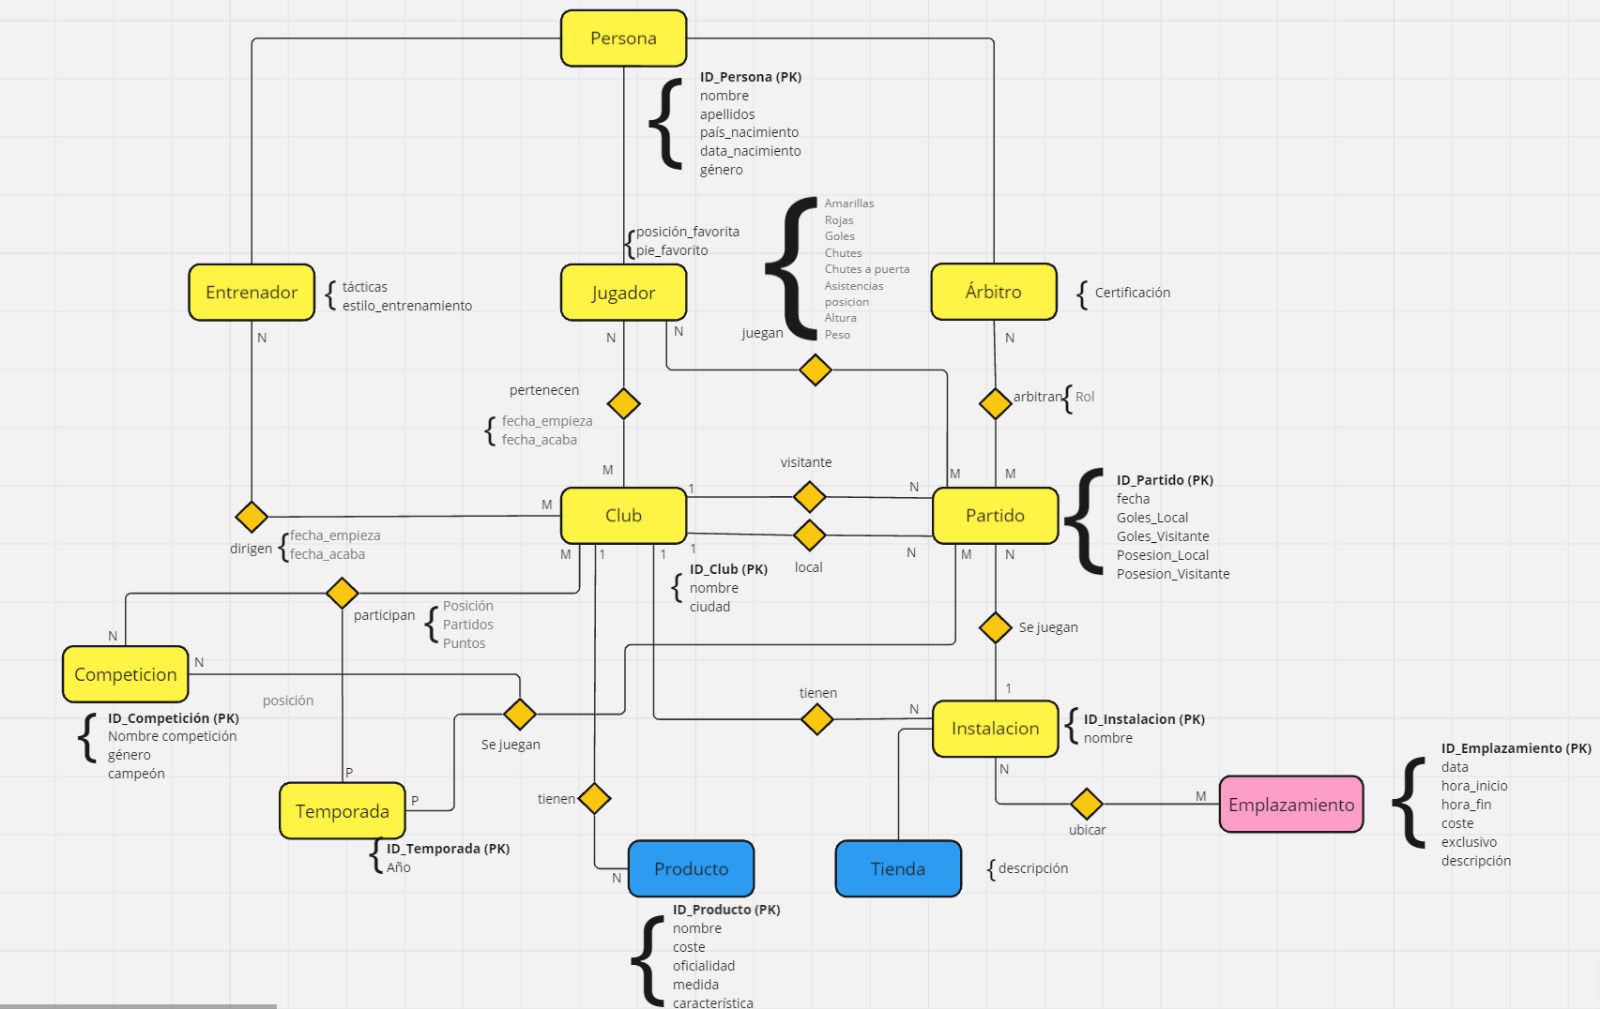 Persona
ID_Persona (PK)
nombre
apellidos
país_nacimiento
data_nacimiento
género
posición_favorita
pie_favorito
Amarillas
Rojas
Goles
Chutes
Chutes a puerta
Asistencias
posicion
Altura
Peso
Entrenador
tácticas
estilo_entrenamiento
Jugador
Árbitro
Certificación
N
N
N
juegan
N
pertenecen
fecha_empieza
fecha_acaba
arbitran
Rol
M
visitante
M
M
1
N
M
Club
Partido
ID_Partido (PK)
fecha
Goles_Local
Goles_Visitante
Posesion_Local
Posesion_Visitante
dirigen
fecha_empieza
fecha_acaba
M
1
1
1
N
M
N
local
ID_Club (PK)
nombre
ciudad
participan
Posición
Partidos
Puntos
Se juegan
N
Competicion
N
posición
ID_Competición (PK)
Nombre competición
género
campeón
Se juegan
tienen
N
1
Instalacion
ID_Instalacion (PK)
nombre
N
P
Temporada
P
ID_Temporada (PK)
Año
tienen
N
Producto
ID_Producto (PK)
nombre
coste
oficialidad
medida
característica
Tienda
descripción
ubicar
M
Emplazamiento
ID_Emplazamiento (PK)
data
hora_inicio
hora_fin
coste
exclusivo
descripción